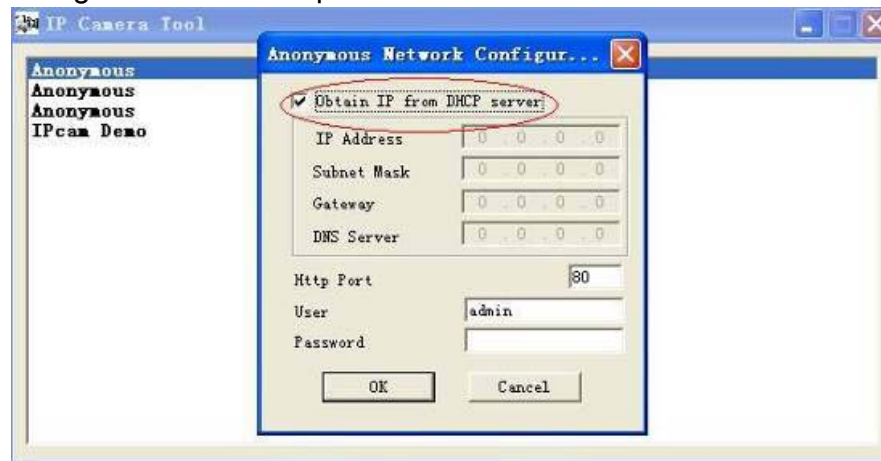 IP Camera Tool
Anonymous Network Configur...
Anonymous
Anonymous
Anonymous
IPcam Demo
Obtain IP from DHCP server
IP Address 0 . 0 . 0 . 0
Subnet Mask 0 . 0 . 0 . 0
Gateway 0 . 0 . 0 . 0
DNS Server 0 . 0 . 0 . 0
Http Port 80
User admin
Password
OK Cancel